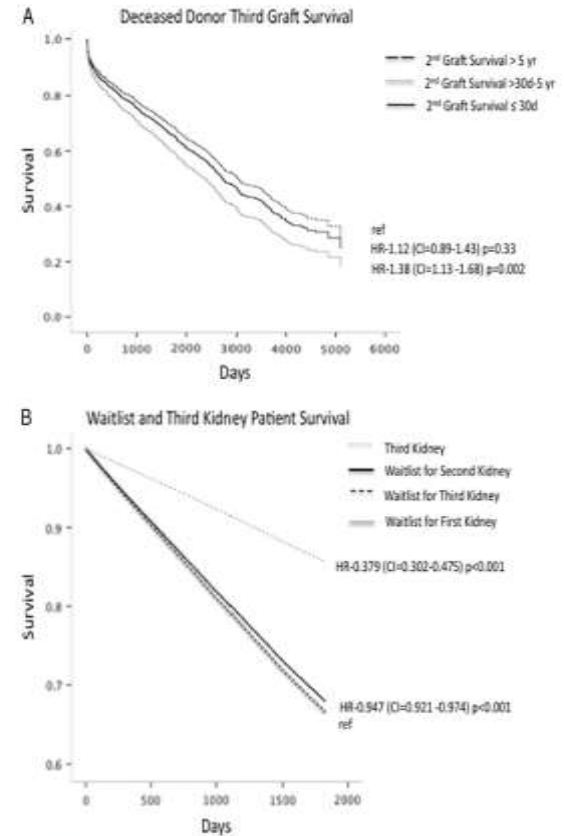 A
Deceased Donor Third Graft Survival
2nd Graft Survival > 5 yr
2nd Graft Survival >30d-5 yr
2nd Graft Survival ≤ 30d
1.0
0.8
0.6
0.4
0.2
0.0
Survival
ref
HR-1.12 (CI=0.89-1.43) p=0.33
HR-1.38 (CI=1.13 -1.68) p=0.002
0 1000 2000 3000 4000 5000 6000
Days
B
Waitlist and Third Kidney Patient Survival
Third Kidney
Waitlist for Second Kidney
Waitlist for Third Kidney
Waitlist for First Kidney
1.0
0.9
0.8
0.7
0.6
Survival
HR-0.379 (CI=0.302-0.475) p<0.001
HR-0.947 (CI=0.921 -0.974) p<0.001
ref
0 500 1000 1500 2000
Days